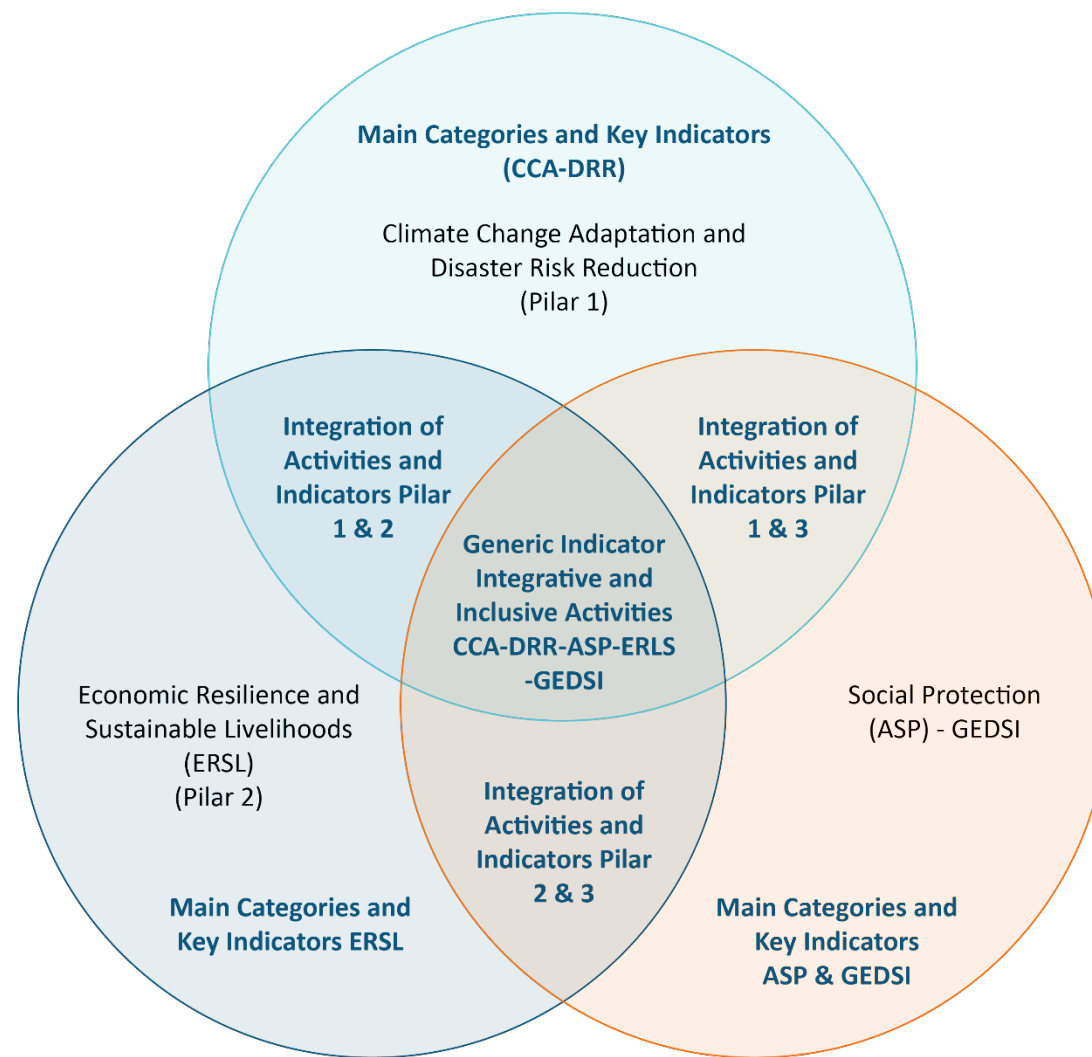 Main Categories and Key Indicators
(CCA-DRR)
Climate Change Adaptation and
Disaster Risk Reduction
(Pilar 1)
Integration of
Activities and
Indicators Pilar
1 & 2
Integration of
Activities and
Indicators Pilar
1 & 3
Generic Indicator
Integrative and
Inclusive Activities
CCA-DRR-ASP-ERLS
-GEDSI
Economic Resilience and
Sustainable Livelihoods
(ERSL)
(Pilar 2)
Social Protection
(ASP) - GEDSI
Integration of
Activities and
Indicators Pilar
2 & 3
Main Categories and
Key Indicators ERSL
Main Categories and
Key Indicators
ASP & GEDSI